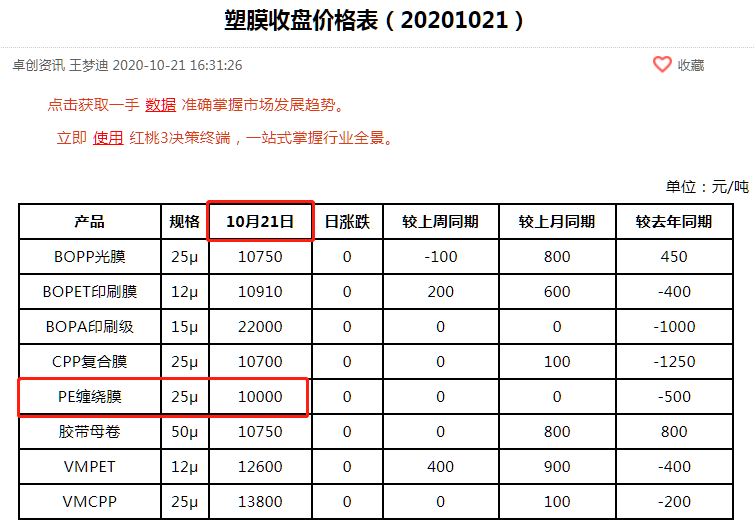 塑膜收盘价格表（20201021）
卓创资讯 王梦迪 2020-10-21 16:31:26 收藏
点击获取一手 数据 准确掌握市场发展趋势。
立即 使用 红桃3决策终端，一站式掌握行业全景。
单位：元/吨
产品 规格 10月21日 日涨跌 较上周同期 较上月同期 较去年同期
BOPP光膜 25μ 10750 0 -100 800 450
BOPET印刷膜 12μ 10910 0 200 600 -400
BOPA印刷级 15μ 22000 0 0 0 -1000
CPP复合膜 25μ 10700 0 0 100 -1250
PE缠绕膜 25μ 10000 0 0 0 -500
胶带母卷 50μ 10750 0 0 800 800
VMPET 12μ 12600 0 400 900 -400
VMCPP 25μ 13800 0 0 100 -200